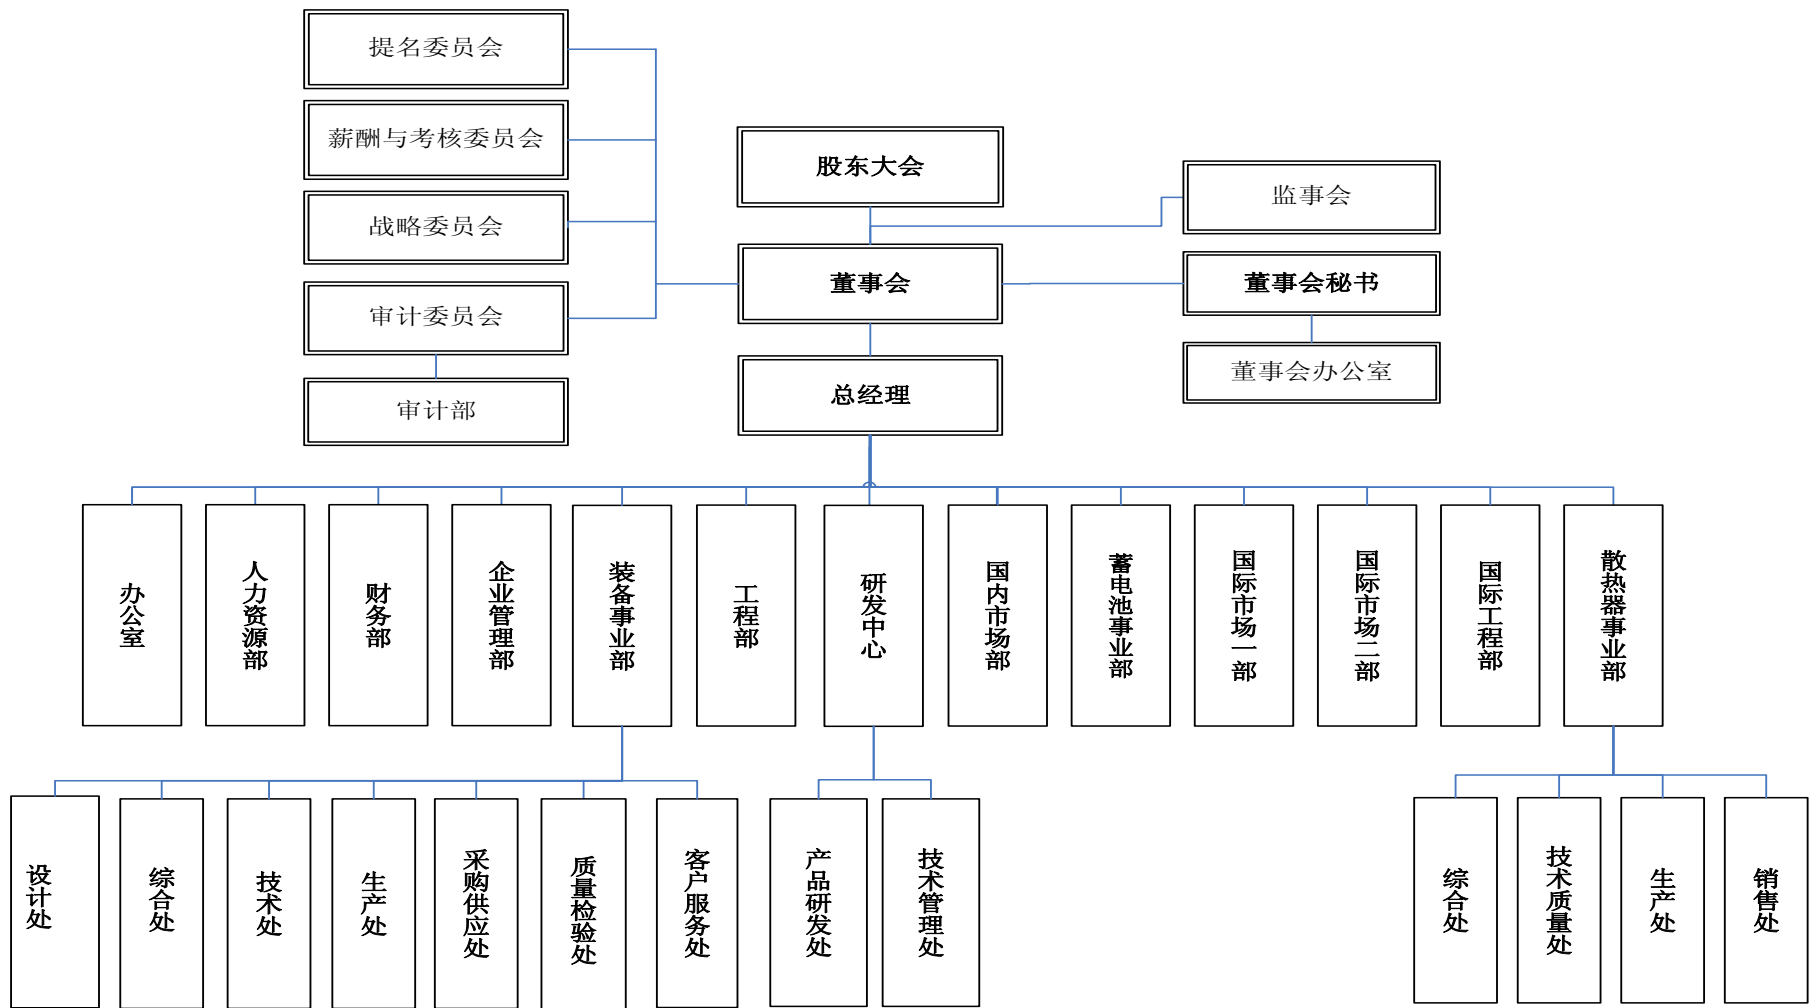 提名委员会
薪酬与考核委员会
战略委员会
审计委员会
审计部
股东大会
董事会
总经理
监事会
董事会秘书
董事会办公室
办公室
人力资源部
财务部
企业管理部
装备事业部
工程部
研发中心
国内市场部
蓄电池事业部
国际市场一部
国际市场二部
国际工程部
散热器事业部
设计处
综合处
技术处
生产处
采购供应处
质量检验处
客户服务处
产品研发处
技术管理处
综合处
技术质量处
生产处
销售处